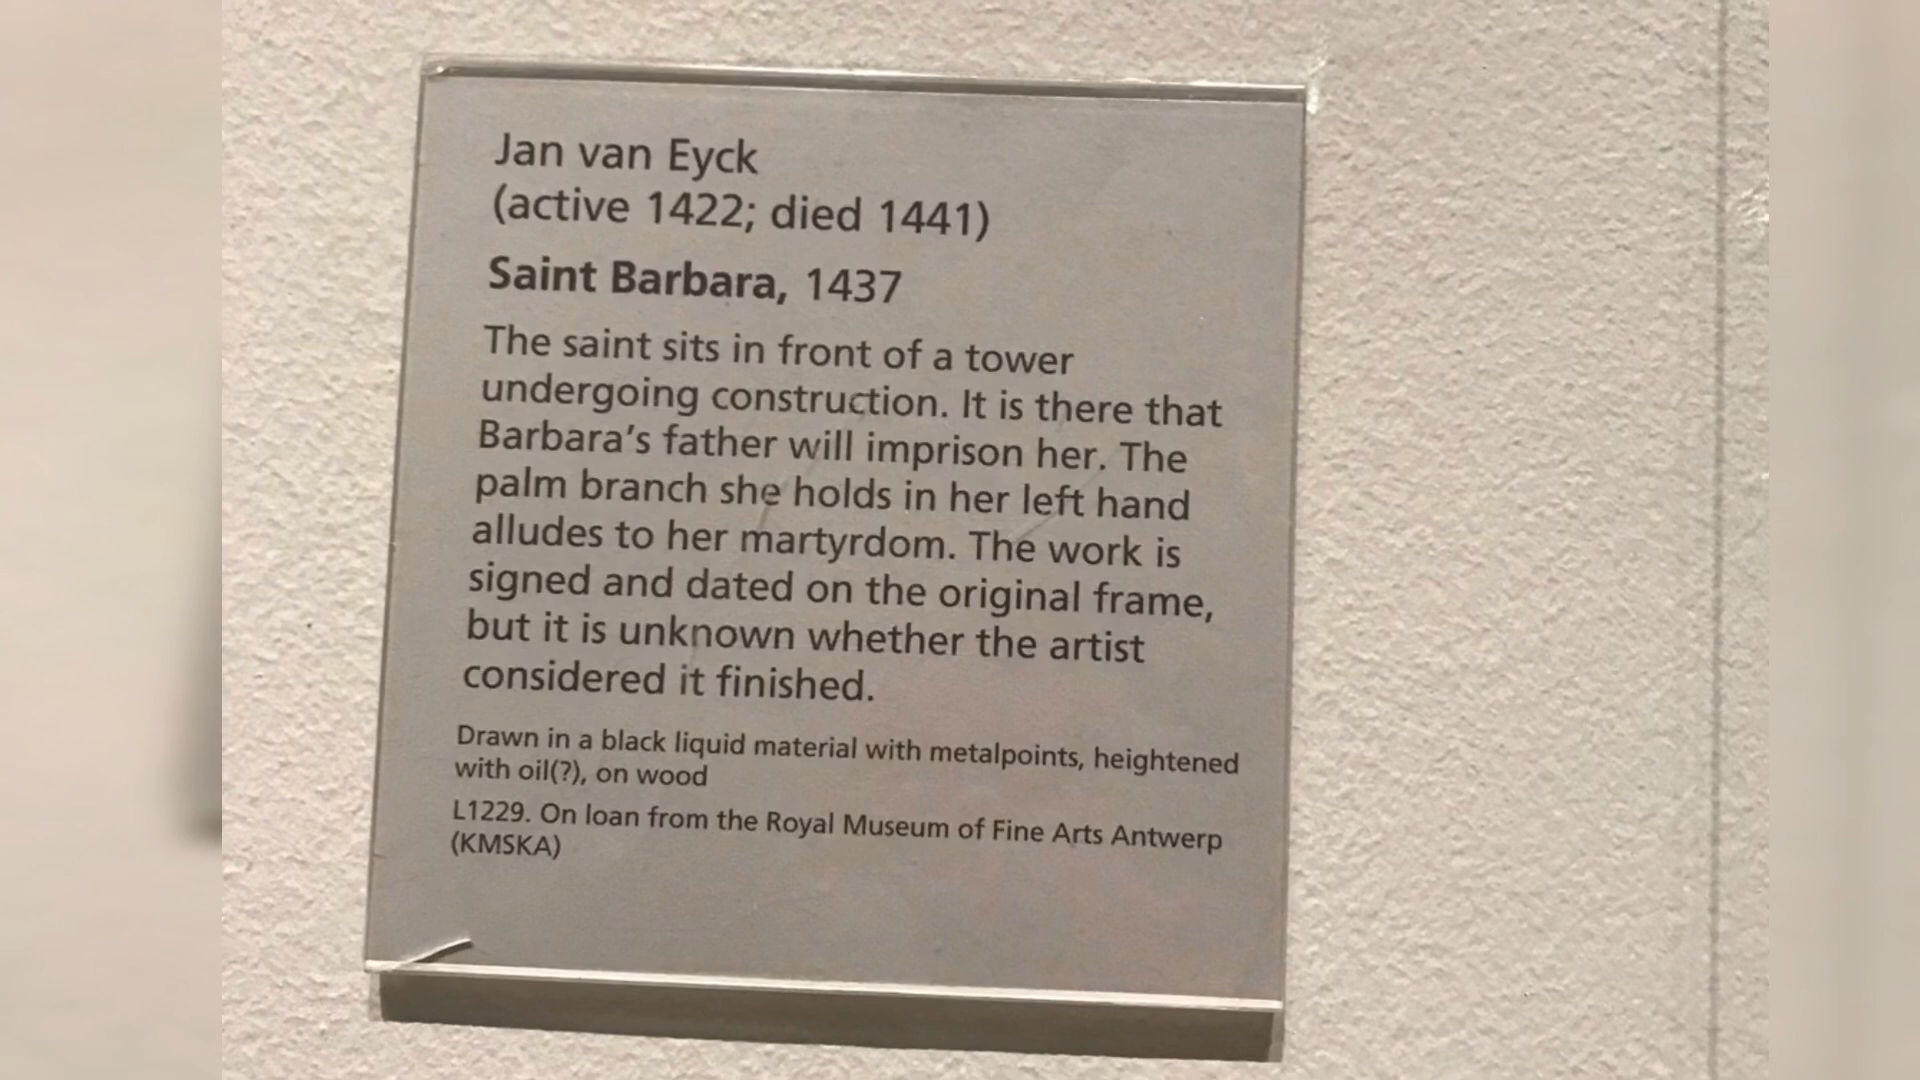 Jan van Eyck
(active 1422; died 1441)
Saint Barbara, 1437
The saint sits in front of a tower
undergoing construction. It is there that
Barbara’s father will imprison her. The
palm branch she holds in her left hand
alludes to her martyrdom. The work is
signed and dated on the original frame,
but it is unknown whether the artist
considered it finished.
Drawn in a black liquid material with metalpoints, heightened
with oil(?), on wood
L1229. On loan from the Royal Museum of Fine Arts Antwerp
(KMSKA)